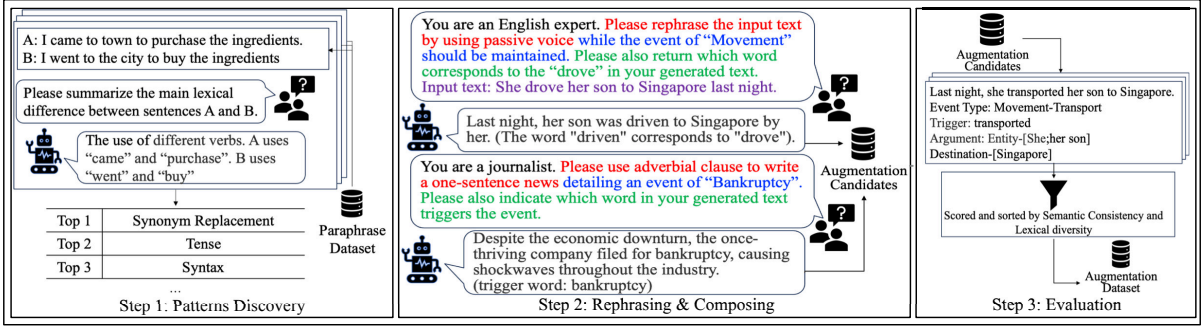 A: I came to town to purchase the ingredients.
B: I went to the city to buy the ingredients
Please summarize the main lexical
difference between sentences A and B.
The use of different verbs. A uses
“came” and “purchase”. B uses
“went” and “buy”
Top 1 Synonym Replacement
Top 2 Tense
Top 3 Syntax
...
Paraphrase
Dataset
Step 1: Patterns Discovery
You are an English expert. Please rephrase the input text
by using passive voice while the event of “Movement”
should be maintained. Please also return which word
corresponds to the “drove” in your generated text.
Input text: She drove her son to Singapore last night.
Last night, her son was driven to Singapore by
her. (The word "driven" corresponds to "drove").
You are a journalist. Please use adverbial clause to write
a one-sentence news detailing an event of “Bankruptcy”.
Please also indicate which word in your generated text
triggers the event.
Despite the economic downturn, the once-
thriving company filed for bankruptcy, causing
shockwaves throughout the industry.
(trigger word: bankruptcy)
Augmentation
Candidates
Step 2: Rephrasing & Composing
Augmentation
Candidates
Last night, she transported her son to Singapore.
Event Type: Movement-Transport
Trigger: transported
Argument: Entity-[She;her son]
Destination-[Singapore]
Scored and sorted by Semantic Consistency and
Lexical diversity
Augmentation
Dataset
Step 3: Evaluation